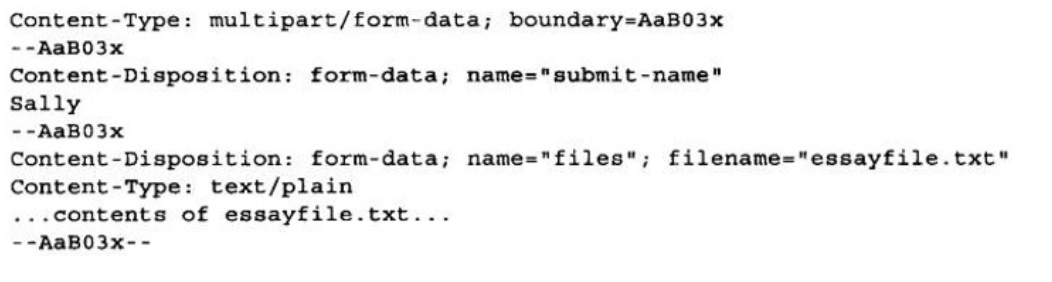 Content-Type: multipart/form-data; boundary=AaB03x
--AaB03x
Content-Disposition: form-data; name="submit-name"
Sally
--AaB03x
Content-Disposition: form-data; name="files"; filename="essayfile.txt"
Content-Type: text/plain
...contents of essayfile.txt...
--AaB03x--